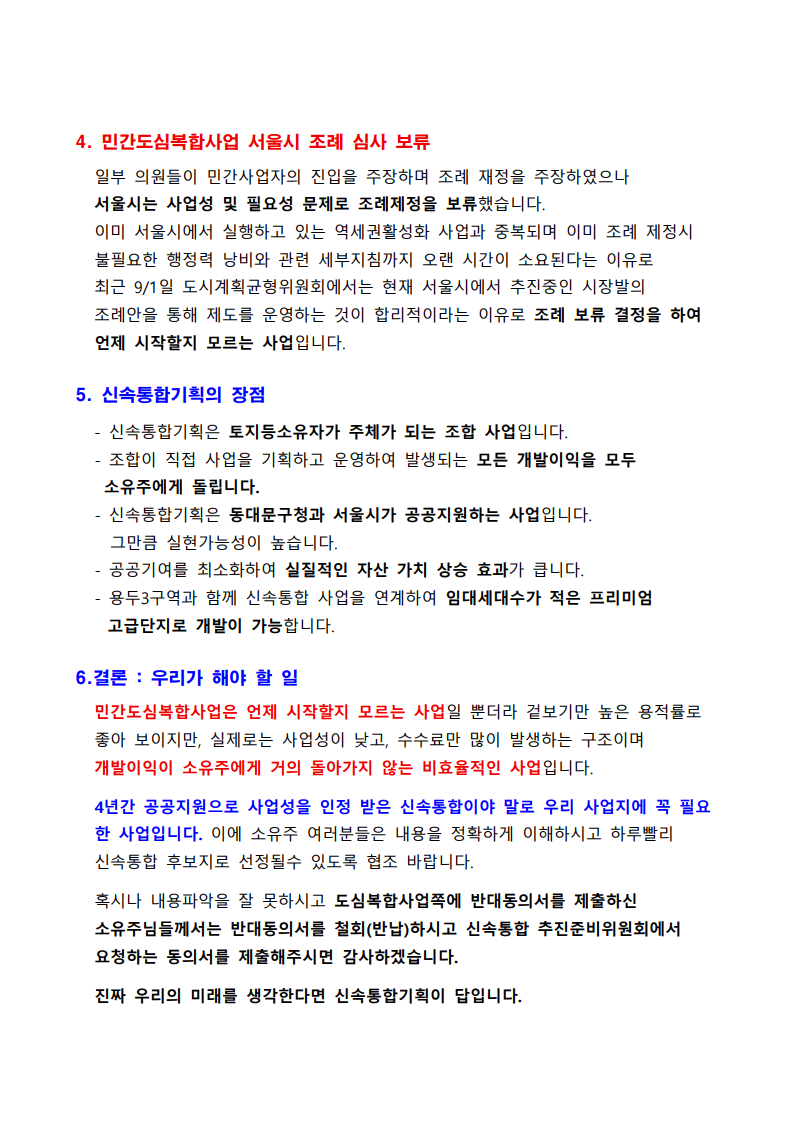 4. 민간도심복합사업 서울시 조례 심사 보류
일부 의원들이 민간사업자의 진입을 주장하며 조례 재정을 주장하였으나
서울시는 사업성 및 필요성 문제로 조례제정을 보류했습니다.
이미 서울시에서 실행하고 있는 역세권활성화 사업과 중복되며 이미 조례 제정시
불필요한 행정력 낭비와 관련 세부지침까지 오랜 시간이 소요된다는 이유로
최근 9/1일 도시계획균형위원회에서는 현재 서울시에서 추진중인 시장발의
조례안을 통해 제도를 운영하는 것이 합리적이라는 이유로 조례 보류 결정을 하여
언제 시작할지 모르는 사업입니다.
5. 신속통합기획의 장점
- 신속통합기획은 토지등소유자가 주체가 되는 조합 사업입니다.
- 조합이 직접 사업을 기획하고 운영하여 발생되는 모든 개발이익을 모두
소유주에게 돌립니다.
- 신속통합기획은 동대문구청과 서울시가 공공지원하는 사업입니다.
그만큼 실현가능성이 높습니다.
- 공공기여를 최소화하여 실질적인 자산 가치 상승 효과가 큽니다.
- 용두3구역과 함께 신속통합 사업을 연계하여 임대세대수가 적은 프리미엄
고급단지로 개발이 가능합니다.
6.결론 : 우리가 해야 할 일
민간도심복합사업은 언제 시작할지 모르는 사업일 뿐더라 겉보기만 높은 용적률로
좋아 보이지만, 실제로는 사업성이 낮고, 수수료만 많이 발생하는 구조이며
개발이익이 소유주에게 거의 돌아가지 않는 비효율적인 사업입니다.
4년간 공공지원으로 사업성을 인정 받은 신속통합이야 말로 우리 사업지에 꼭 필요
한 사업입니다. 이에 소유주 여러분들은 내용을 정확하게 이해하시고 하루빨리
신속통합 후보지로 선정될수 있도록 협조 바랍니다.
혹시나 내용파악을 잘 못하시고 도심복합사업쪽에 반대동의서를 제출하신
소유주님들께서는 반대동의서를 철회(반납)하시고 신속통합 추진준비위원회에서
요청하는 동의서를 제출해주시면 감사하겠습니다.
진짜 우리의 미래를 생각한다면 신속통합기획이 답입니다.